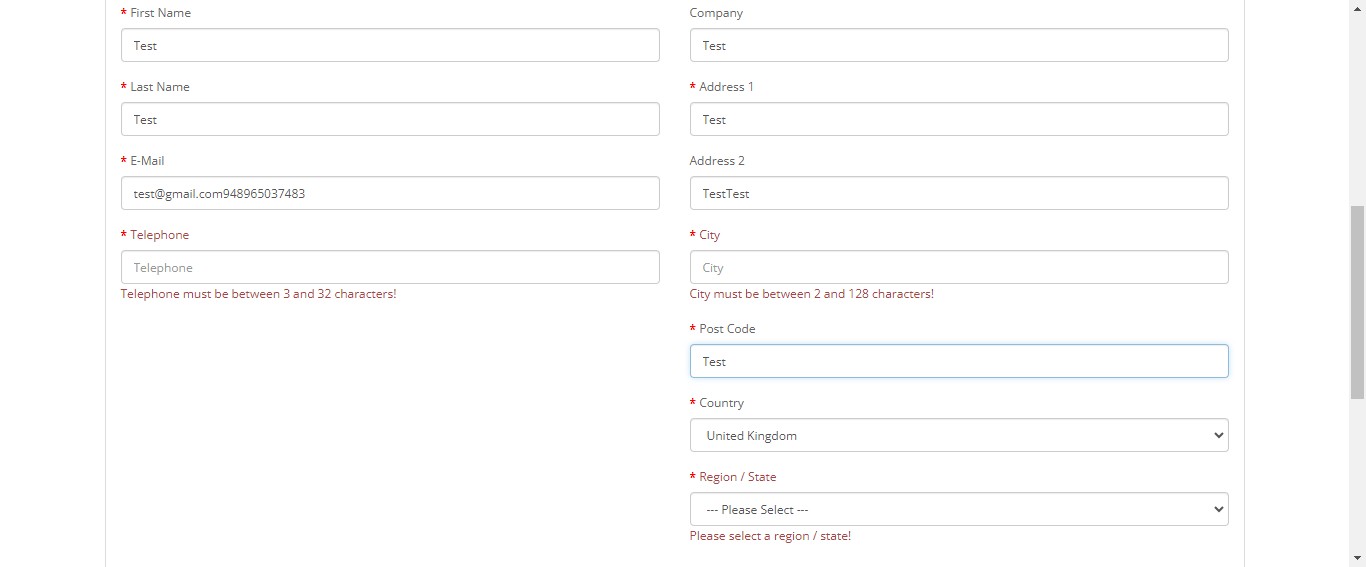 * First Name
Test
* Last Name
Test
* E-Mail
test@gmail.com948965037483
* Telephone
Telephone
Telephone must be between 3 and 32 characters!
Company
Test
* Address 1
Test
Address 2
TestTest
* City
City
City must be between 2 and 128 characters!
* Post Code
Test
* Country
United Kingdom
* Region / State
--- Please Select ---
Please select a region / state!